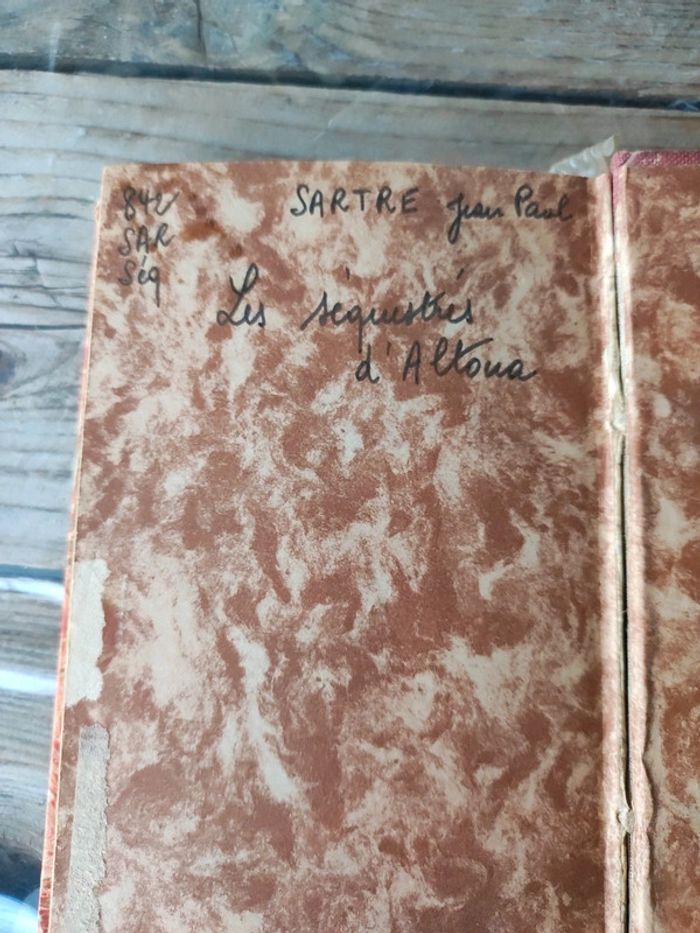 842
SAR
Séq
SARTRE Jean Paul
Les séquestrés
d'Altona